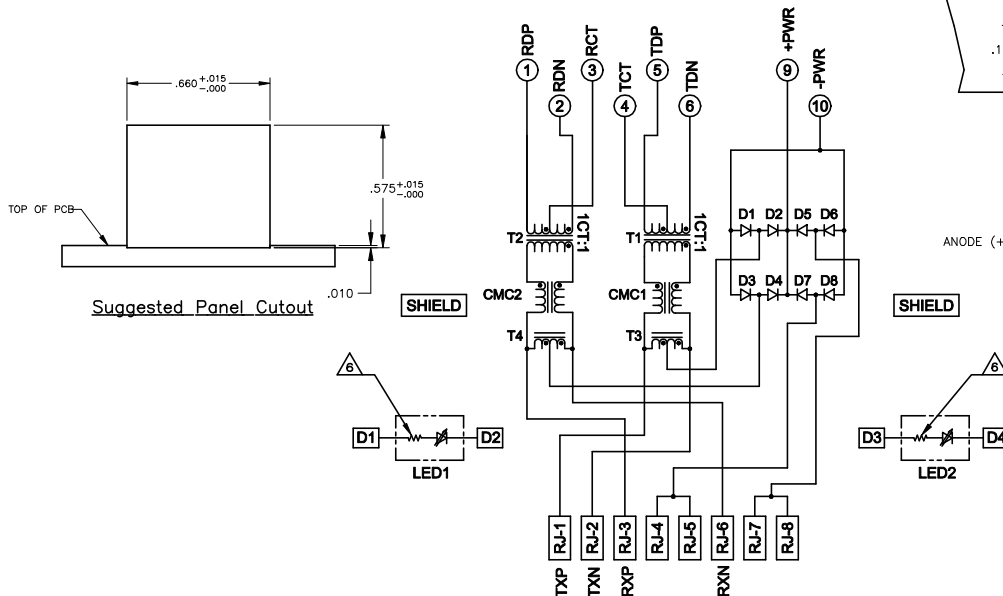 .660 +.015 -.000
.575 +.015 -.000
TOP OF PCB
.010
Suggested Panel Cutout
SHIELD
6
D1
D2
LED1
RDP
1
RDN
2
RCT
3
TCT
4
TDP
5
TDN
6
+PWR
9
-PWR
10
T2
1CT:1
T1
1CT:1
CMC2
CMC1
T4
T3
D1 D2 D5 D6
D3 D4 D7 D8
SHIELD
.1
ANODE (+
6
D3
D4
LED2
RJ-1
RJ-2
RJ-3
RJ-4
RJ-5
RJ-6
RJ-7
RJ-8
TXP
TXN
RXP
RXN